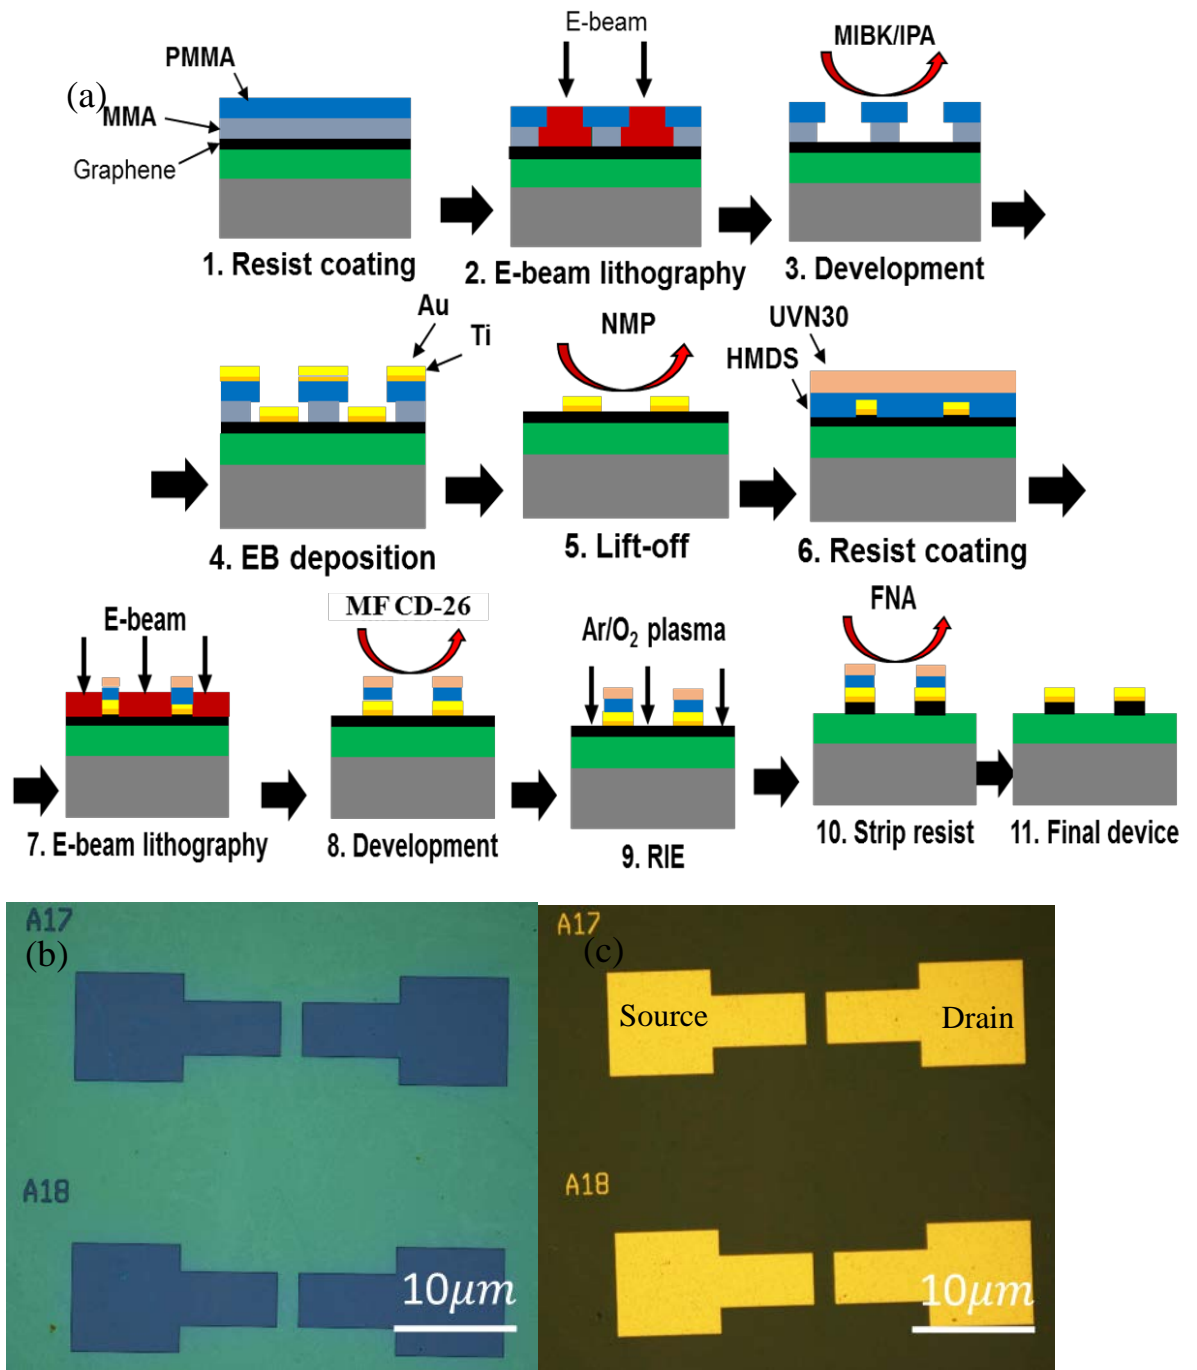 (a)
PMMA
MMA
Graphene
1. Resist coating
E-beam
2. E-beam lithography
MIBK/IPA
3. Development
Au
Ti
4. EB deposition
NMP
5. Lift-off
UVN30
HMDS
6. Resist coating
E-beam
7. E-beam lithography
MF CD-26
8. Development
Ar/O₂ plasma
9. RIE
FNA
10. Strip resist
11. Final device
A17
(b)
A18
10μm
A17
(c)
Source
Drain
A18
10μm